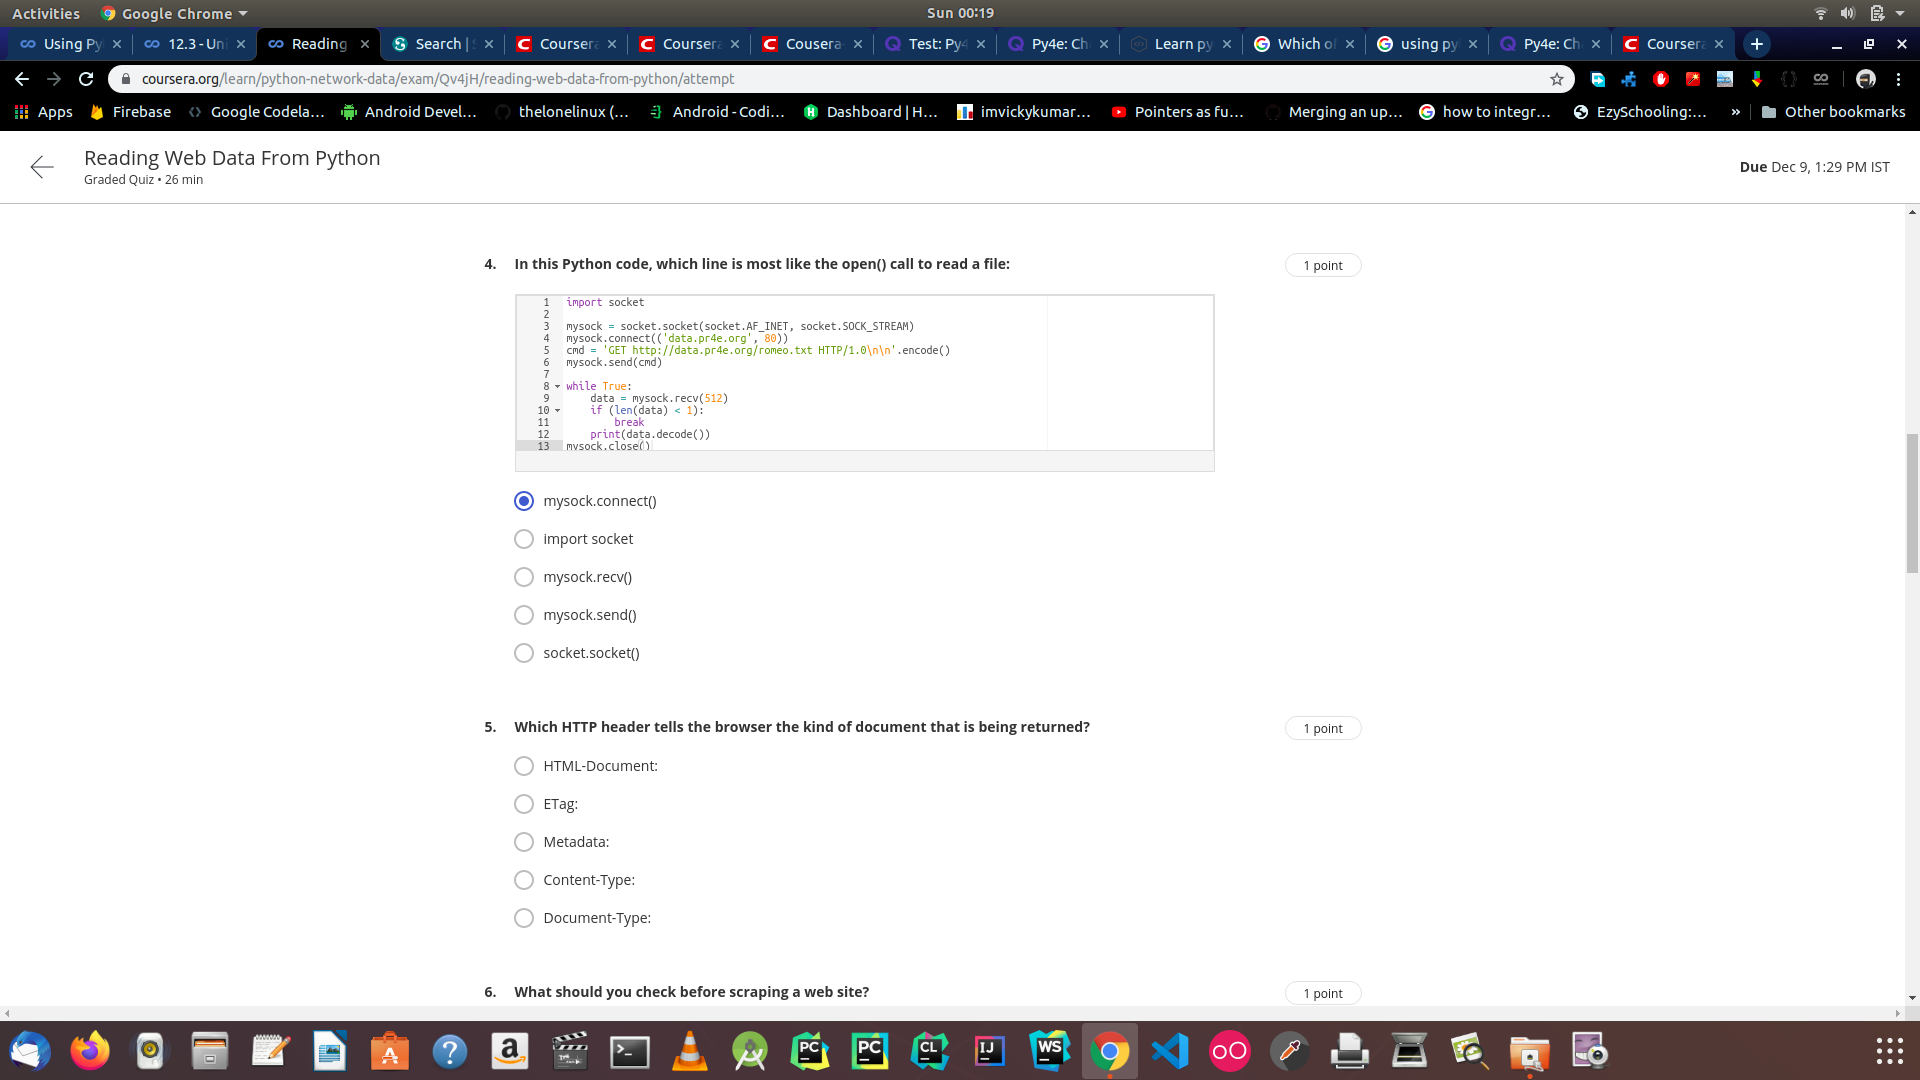 Activities Google Chrome Sun 00:19
Using Py 12.3 - Uni Reading Search | Coursera Coursera Cousera Test: Py4 Py4e: Ch Learn py Which of using py Py4e: Ch Coursera
coursera.org/learn/python-network-data/exam/Qv4jH/reading-web-data-from-python/attempt
Apps Firebase Google Codela... Android Devel... thelonelinux (... Android - Codi... Dashboard | H... imvickykumar... Pointers as fu... Merging an up... how to integr... EzySchooling:... » Other bookmarks
Reading Web Data From Python
Graded Quiz • 26 min
Due Dec 9, 1:29 PM IST
4. In this Python code, which line is most like the open() call to read a file:
1 point
1 import socket
2
3 mysock = socket.socket(socket.AF_INET, socket.SOCK_STREAM)
4 mysock.connect(('data.pr4e.org', 80))
5 cmd = 'GET http://data.pr4e.org/romeo.txt HTTP/1.0\n\n'.encode()
6 mysock.send(cmd)
7
8 while True:
9 data = mysock.recv(512)
10 if (len(data) < 1):
11 break
12 print(data.decode())
13 mysock.close()
mysock.connect()
import socket
mysock.recv()
mysock.send()
socket.socket()
5. Which HTTP header tells the browser the kind of document that is being returned?
1 point
HTML-Document:
ETag:
Metadata:
Content-Type:
Document-Type:
6. What should you check before scraping a web site?
1 point